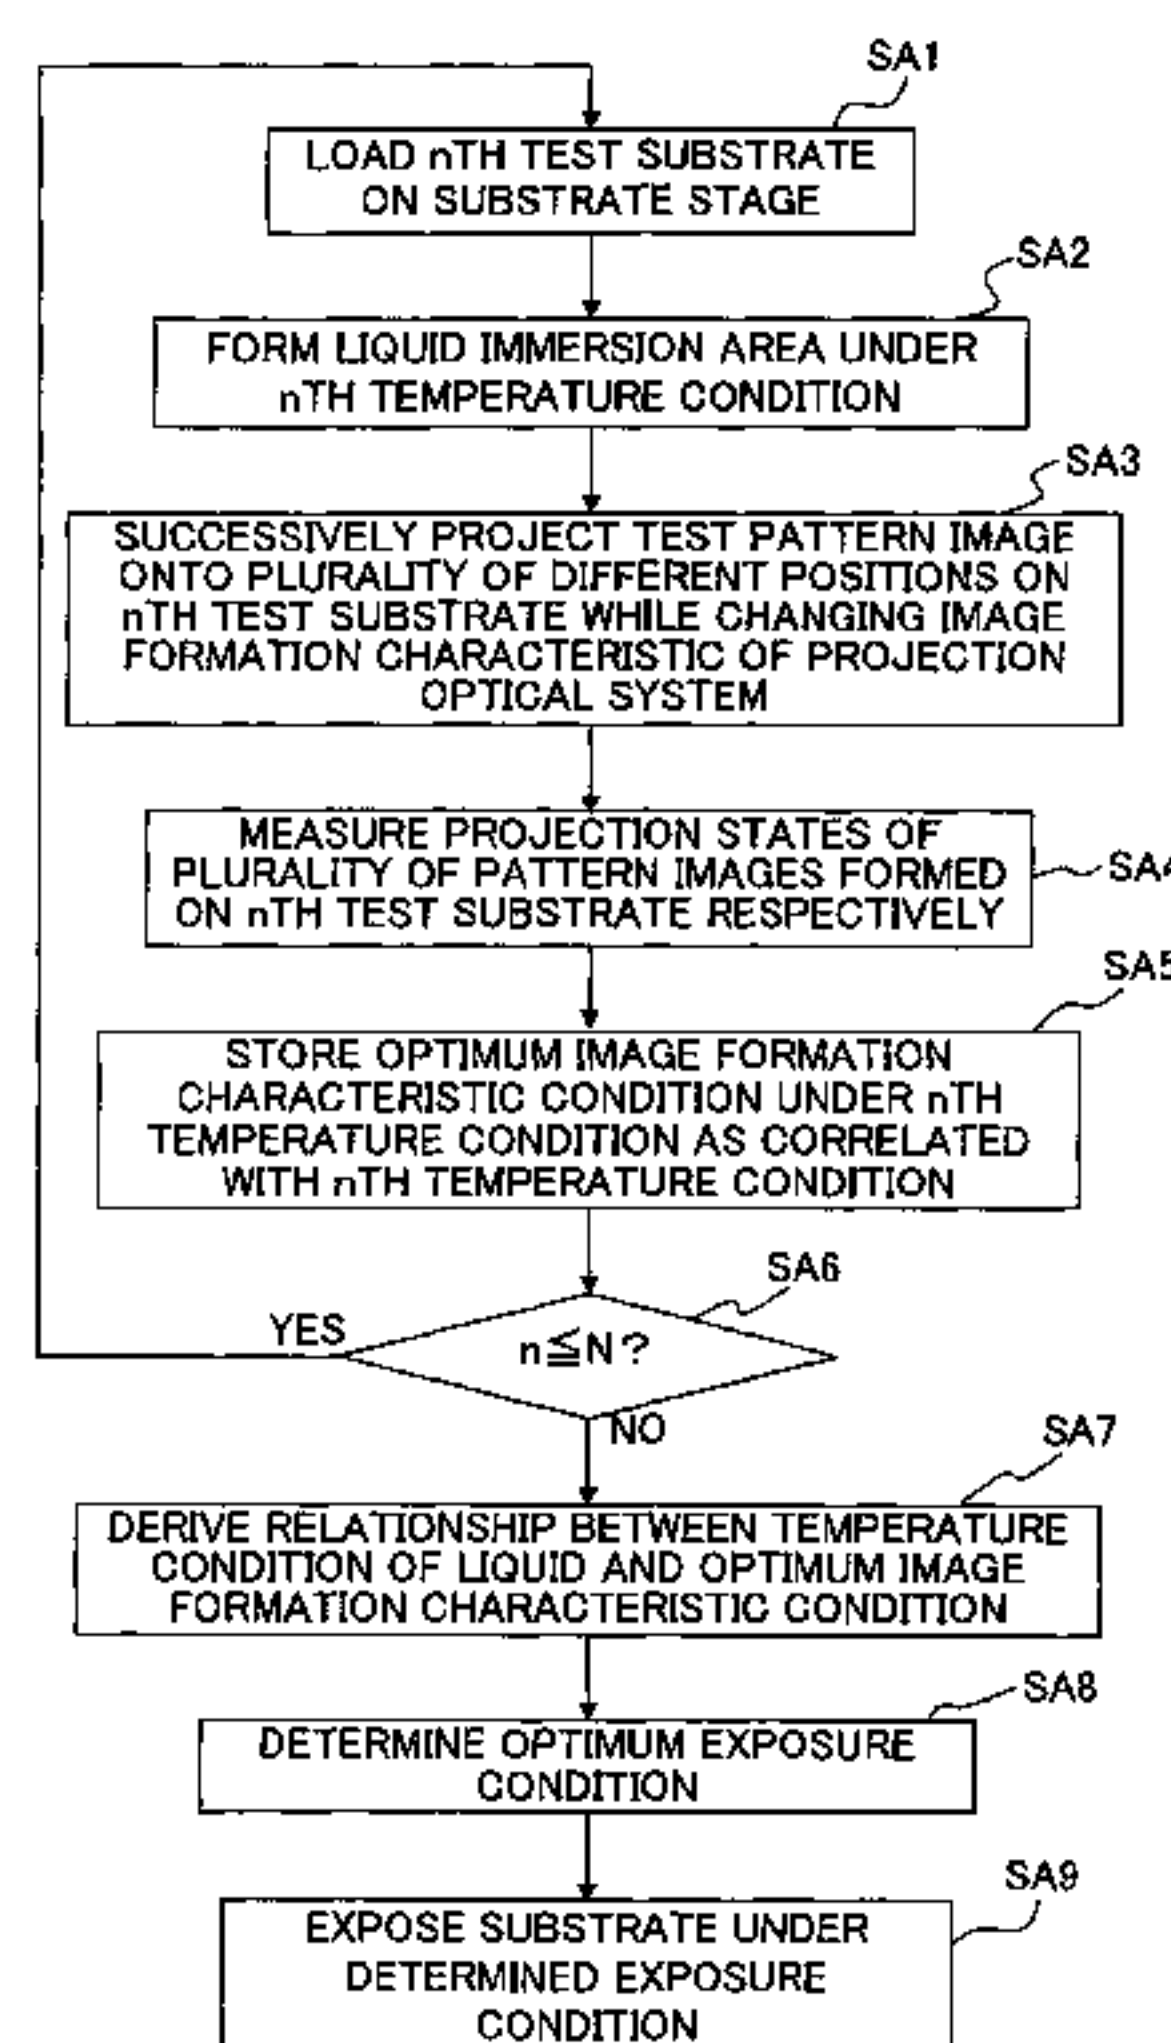 SA1
LOAD nTH TEST SUBSTRATE
ON SUBSTRATE STAGE
SA2
FORM LIQUID IMMERSION AREA UNDER
nTH TEMPERATURE CONDITION
SA3
SUCCESSIVELY PROJECT TEST PATTERN IMAGE
ONTO PLURALITY OF DIFFERENT POSITIONS ON
nTH TEST SUBSTRATE WHILE CHANGING IMAGE
FORMATION CHARACTERISTIC OF PROJECTION
OPTICAL SYSTEM
MEASURE PROJECTION STATES OF
PLURALITY OF PATTERN IMAGES FORMED
ON nTH TEST SUBSTRATE RESPECTIVELY
SA4
SA5
STORE OPTIMUM IMAGE FORMATION
CHARACTERISTIC CONDITION UNDER nTH
TEMPERATURE CONDITION AS CORRELATED
WITH nTH TEMPERATURE CONDITION
SA6
YES
n≦N?
NO
SA7
DERIVE RELATIONSHIP BETWEEN TEMPERATURE
CONDITION OF LIQUID AND OPTIMUM IMAGE
FORMATION CHARACTERISTIC CONDITION
SA8
DETERMINE OPTIMUM EXPOSURE
CONDITION
SA9
EXPOSE SUBSTRATE UNDER
DETERMINED EXPOSURE
CONDITION